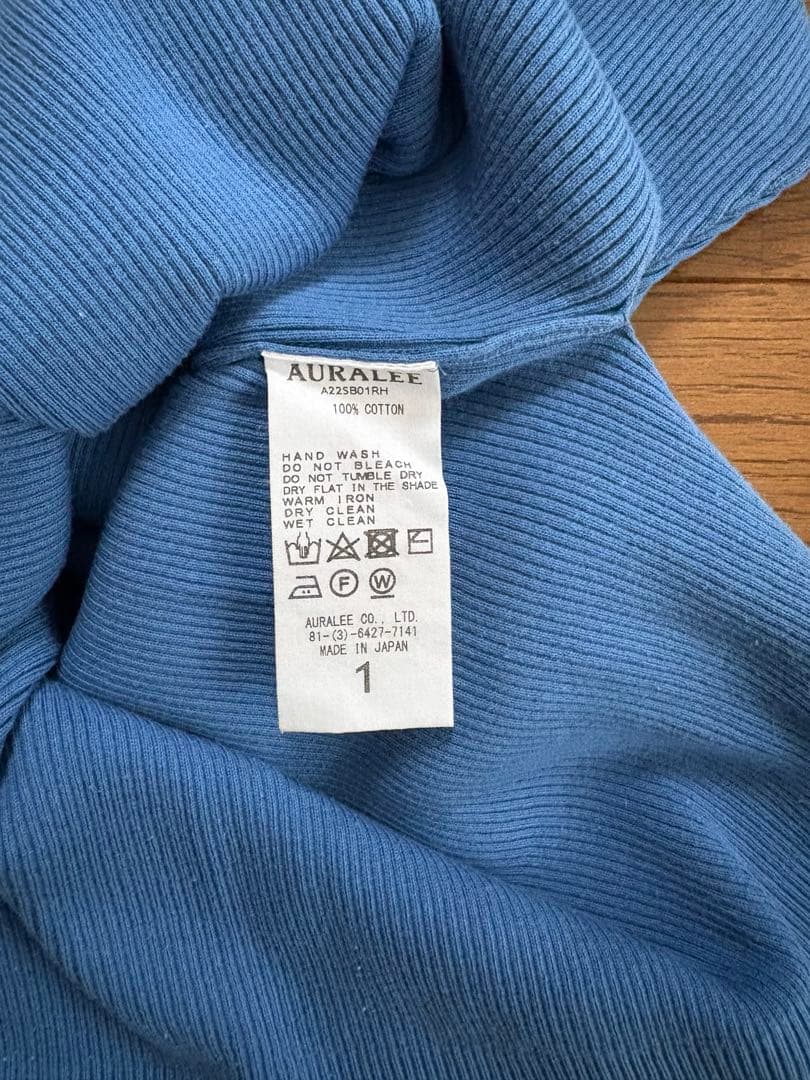 AURALEE
A22SB01RH
100% COTTON
HAND WASH
DO NOT BLEACH
DO NOT TUMBLE DRY
DRY FLAT IN THE SHADE
WARM IRON
DRY CLEAN
WET CLEAN
F W
AURALEE CO., LTD.
81-(3)-6427-7141
MADE IN JAPAN
1